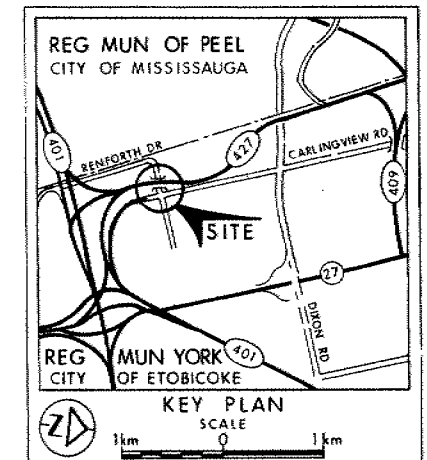 REG MUN OF PEEL
CITY OF MISSISSAUGA
401
RENFORTH DR
427
CARLINGVIEW RD
409
SITE
27
DIXON RD
401
REG MUN YORK
CITY OF ETOBICOKE
KEY PLAN
SCALE
1km 0 1km
N